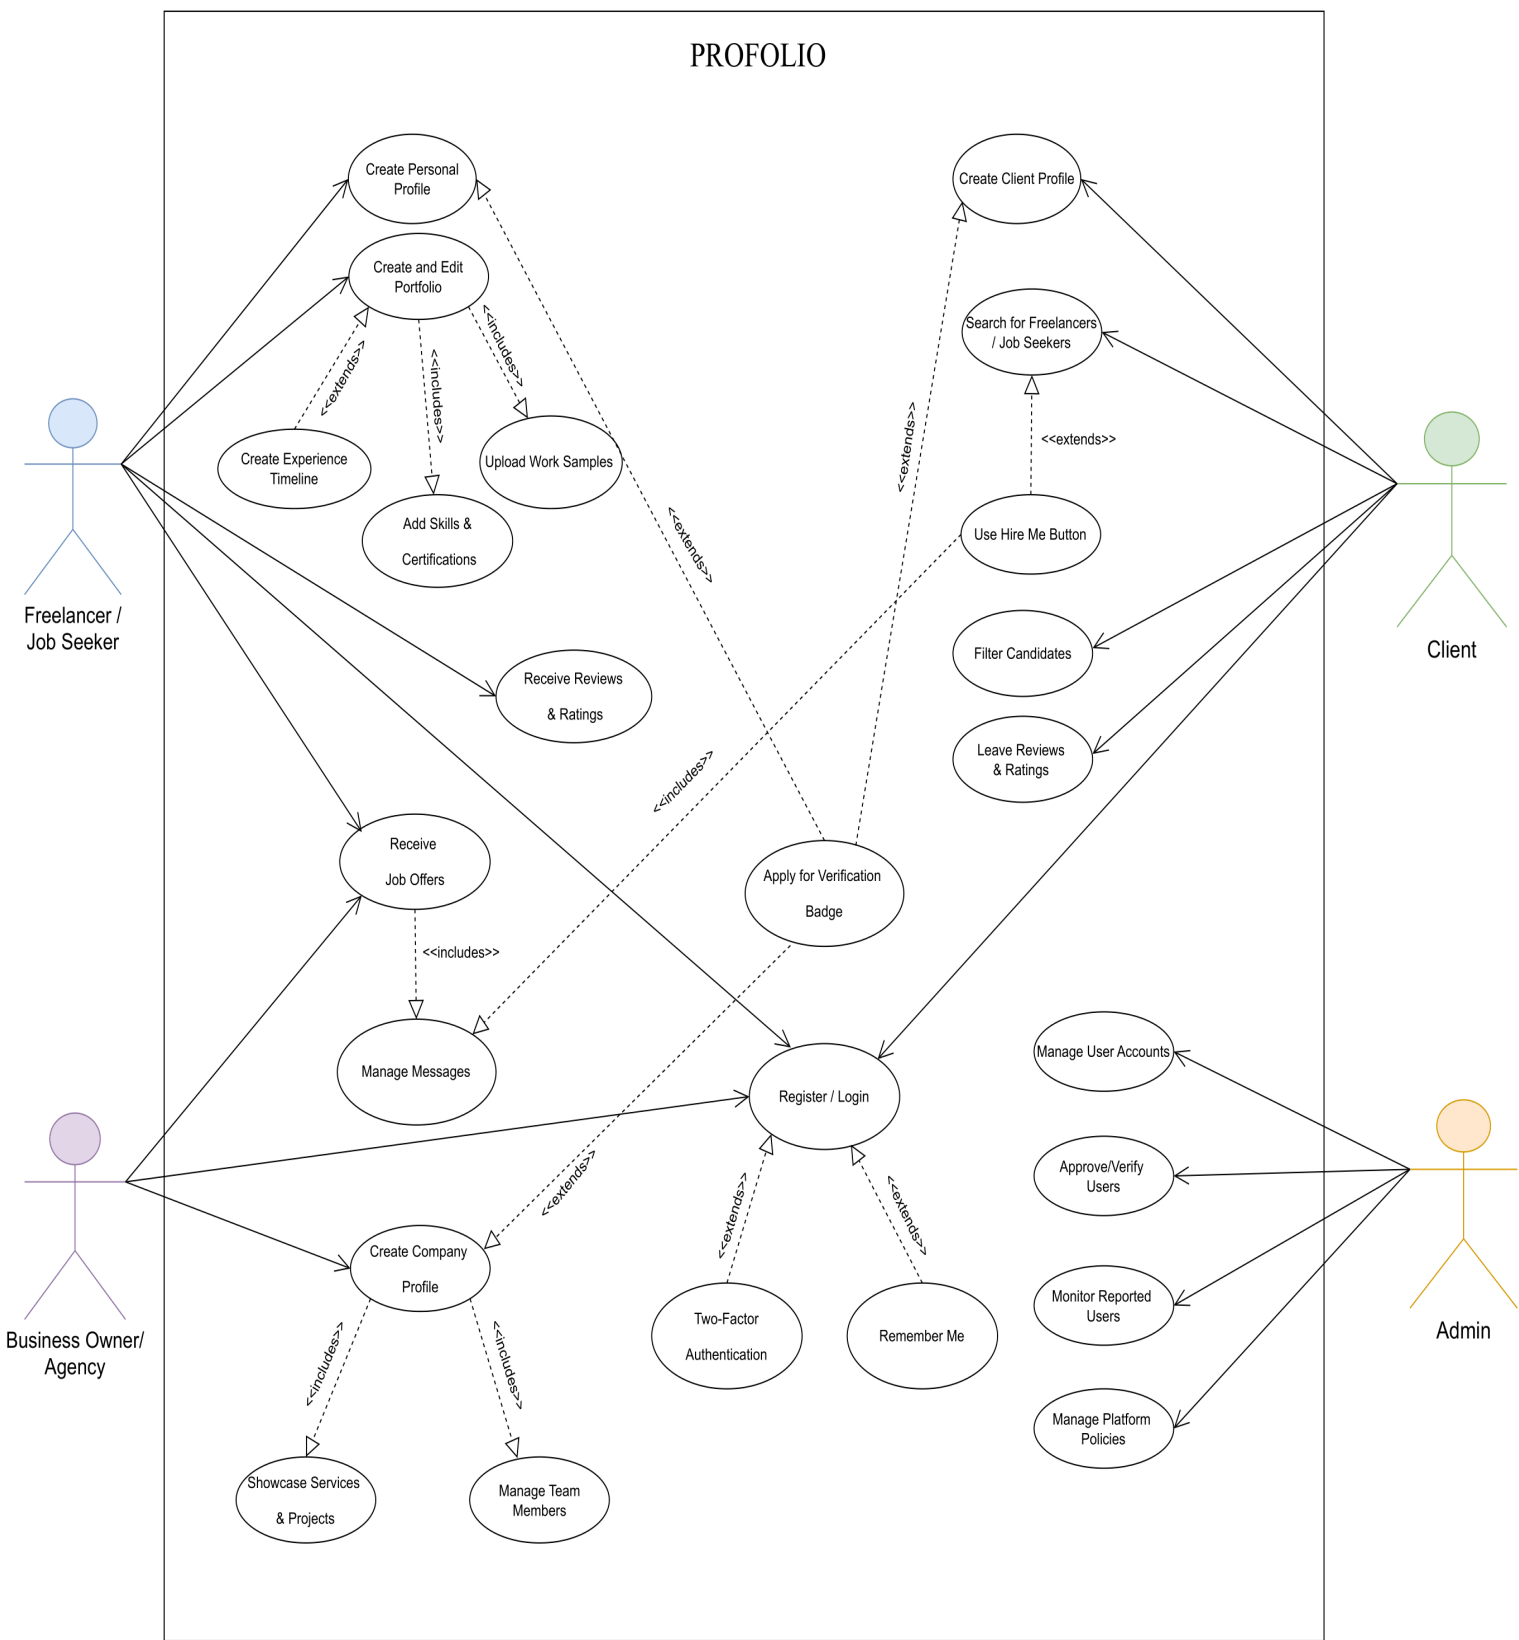 PROFOLIO
Create Personal
Profile
Create Client Profile
Create and Edit
Portfolio
Search for Freelancers
/ Job Seekers
<<extends>>
<<includes>>
<<includes>>
<<extends>>
<<extends>>
Create Experience
Timeline
Upload Work Samples
Add Skills &
Certifications
<<extends>>
Use Hire Me Button
Freelancer /
Job Seeker
Client
Filter Candidates
Receive Reviews
& Ratings
Leave Reviews
& Ratings
<<includes>>
Receive
Job Offers
Apply for Verification
Badge
<<includes>>
Manage Messages
Register / Login
Manage User Accounts
Approve/Verify
Users
<<extends>>
<<extends>>
<<extends>>
Create Company
Profile
Monitor Reported
Users
Business Owner/
Agency
Admin
<<includes>>
<<includes>>
Two-Factor
Authentication
Remember Me
Manage Platform
Policies
Showcase Services
& Projects
Manage Team
Members